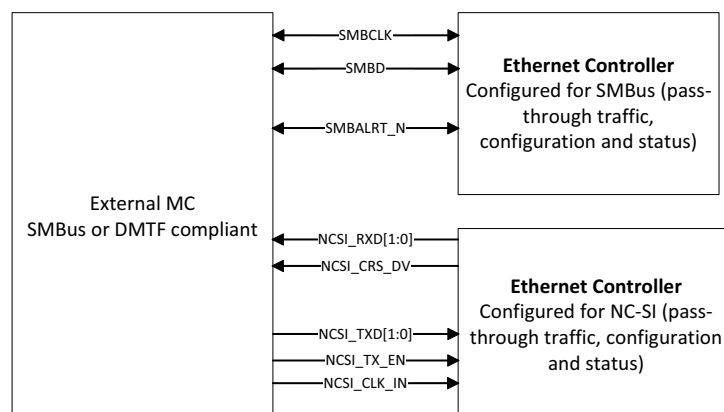 External MC
SMBus or DMTF compliant
SMBCLK
SMBD
SMBALRT_N
Ethernet Controller
Configured for SMBus (pass-
through traffic,
configuration and status)
NCSI_RXD[1:0]
NCSI_CRS_DV
NCSI_TXD[1:0]
NCSI_TX_EN
NCSI_CLK_IN
Ethernet Controller
Configured for NC-SI (pass-
through traffic, configuration
and status)